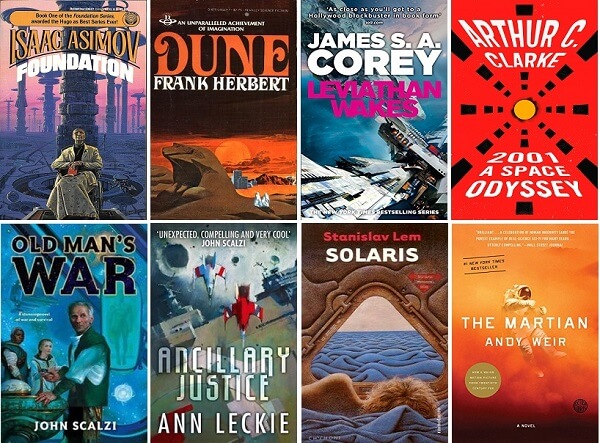 Book One of the Foundation Series,
awarded the Hugo as Best Series Ever!
ISAAC ASIMOV
FOUNDATION
AN UNPARALLELED ACHIEVEMENT
OF IMAGINATION
DUNE
FRANK HERBERT
'As close as you'll get to a
Hollywood blockbuster in book form'
JAMES S. A.
COREY
LEVIATHAN
WAKES
THE NEW YORK TIMES BESTSELLING SERIES
ARTHUR C.
CLARKE
2001
A SPACE
ODYSSEY
OLD MAN'S
WAR
JOHN SCALZI
'UNEXPECTED, COMPELLING AND VERY COOL'
JOHN SCALZI
ANCILLARY
JUSTICE
ANN LECKIE
Stanislav Lem
SOLARIS
NEW YORK TIMES
BESTSELLER
THE MARTIAN
ANDY WEIR
NOW A MAJOR
MOTION PICTURE
A NOVEL